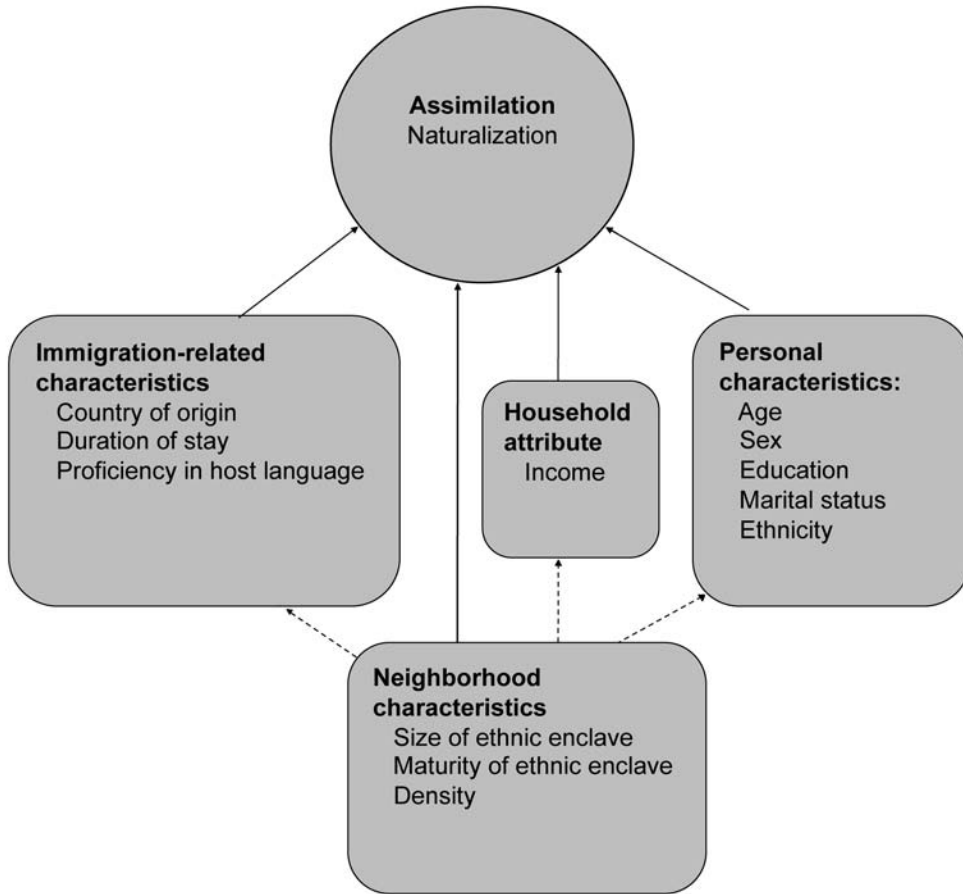 Assimilation
Naturalization
Immigration-related
characteristics
Country of origin
Duration of stay
Proficiency in host language
Household
attribute
Income
Personal
characteristics:
Age
Sex
Education
Marital status
Ethnicity
Neighborhood
characteristics
Size of ethnic enclave
Maturity of ethnic enclave
Density